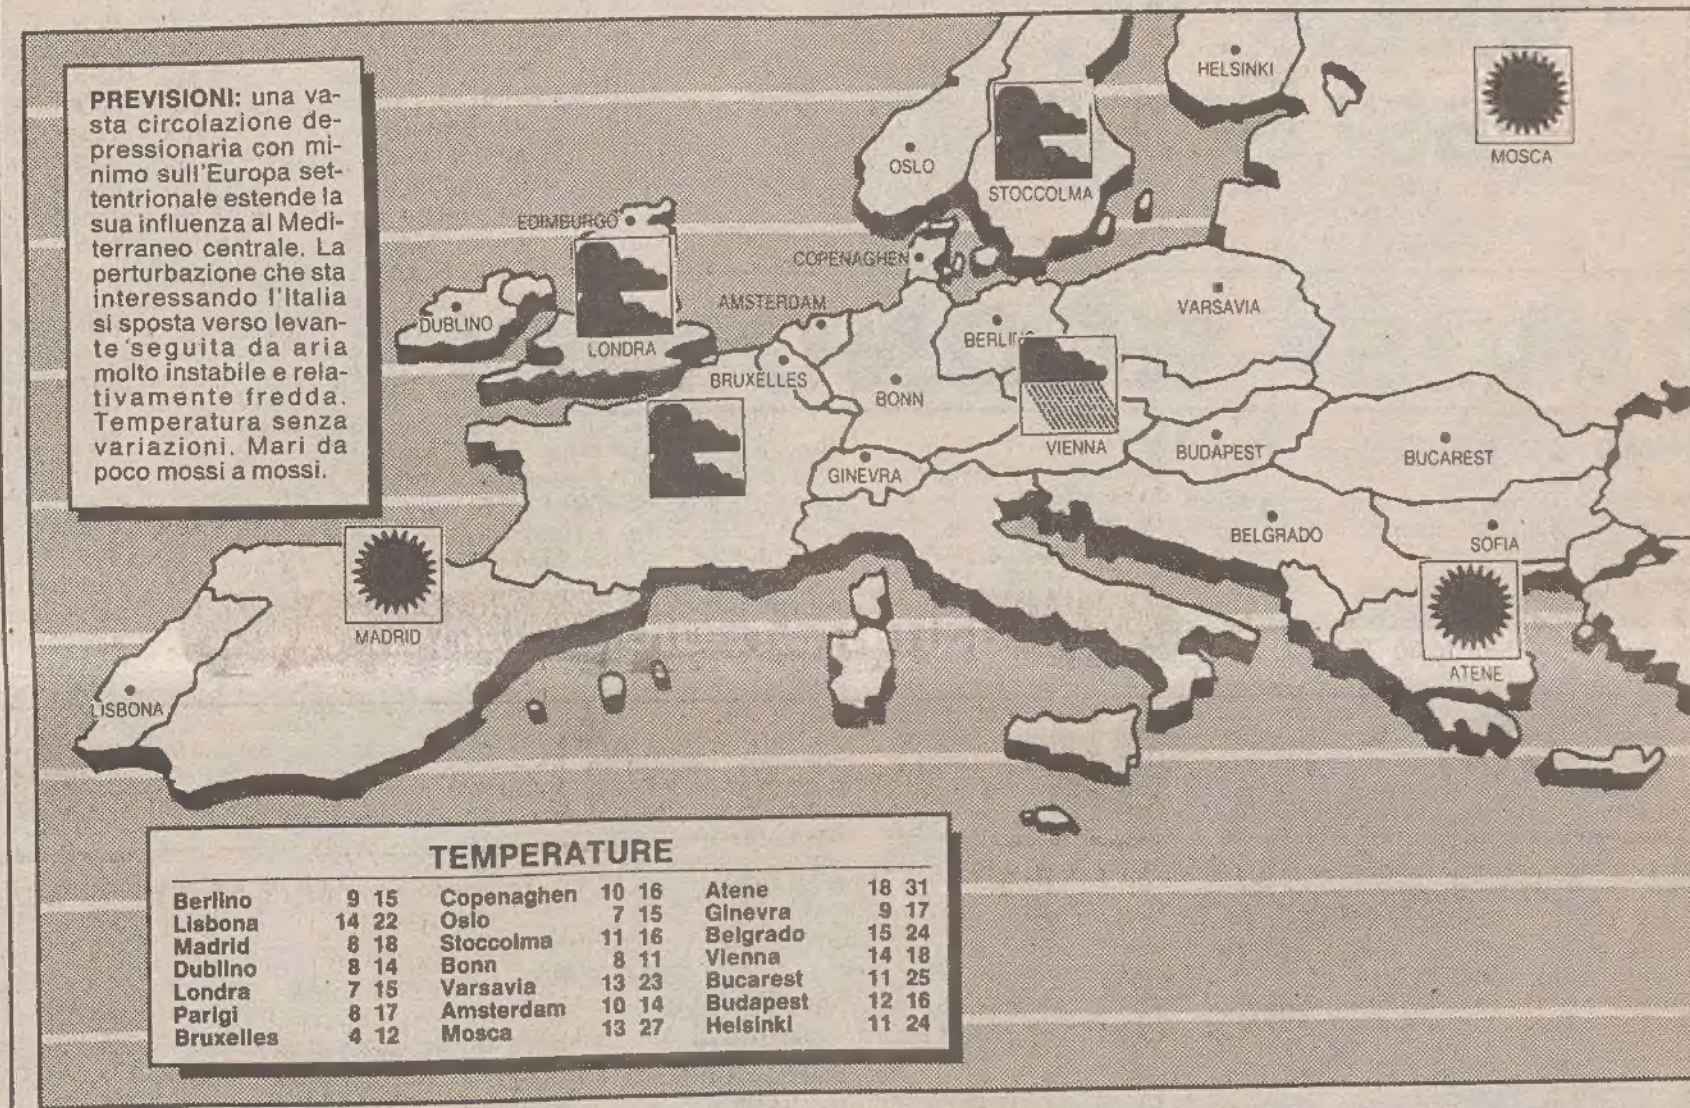 PREVISIONI: una va-
sta circolazione de-
pressionaria con mi-
nimo sull'Europa set-
tentrionale estende la
sua influenza al Medi-
terraneo centrale. La
perturbazione che sta
interessando l'Italia
si sposta verso levan-
te seguita da aria
molto instabile e rela-
tivamente fredda.
Temperatura senza
variazioni. Mari da
poco mossi a mossi.
HELSINKI
MOSCA
OSLO
STOCCOLMA
EDIMBURGO
COPENAGHEN
AMSTERDAM
VARSAVIA
DUBLINO
BERLINO
LONDRA
BRUXELLES
BONN
VIENNA
BUDAPEST
BUCAREST
GINEVRA
BELGRADO
SOFIA
MADRID
ATENE
LISBONA
TEMPERATURE
Berlino 9 15 Copenaghen 10 16 Atene 18 31
Lisbona 14 22 Oslo 7 15 Ginevra 9 17
Madrid 8 18 Stoccolma 11 16 Belgrado 15 24
Dublino 8 14 Bonn 8 11 Vienna 14 18
Londra 7 15 Varsavia 13 23 Bucarest 11 25
Parigi 8 17 Amsterdam 10 14 Budapest 12 16
Bruxelles 4 12 Mosca 13 27 Helsinki 11 24